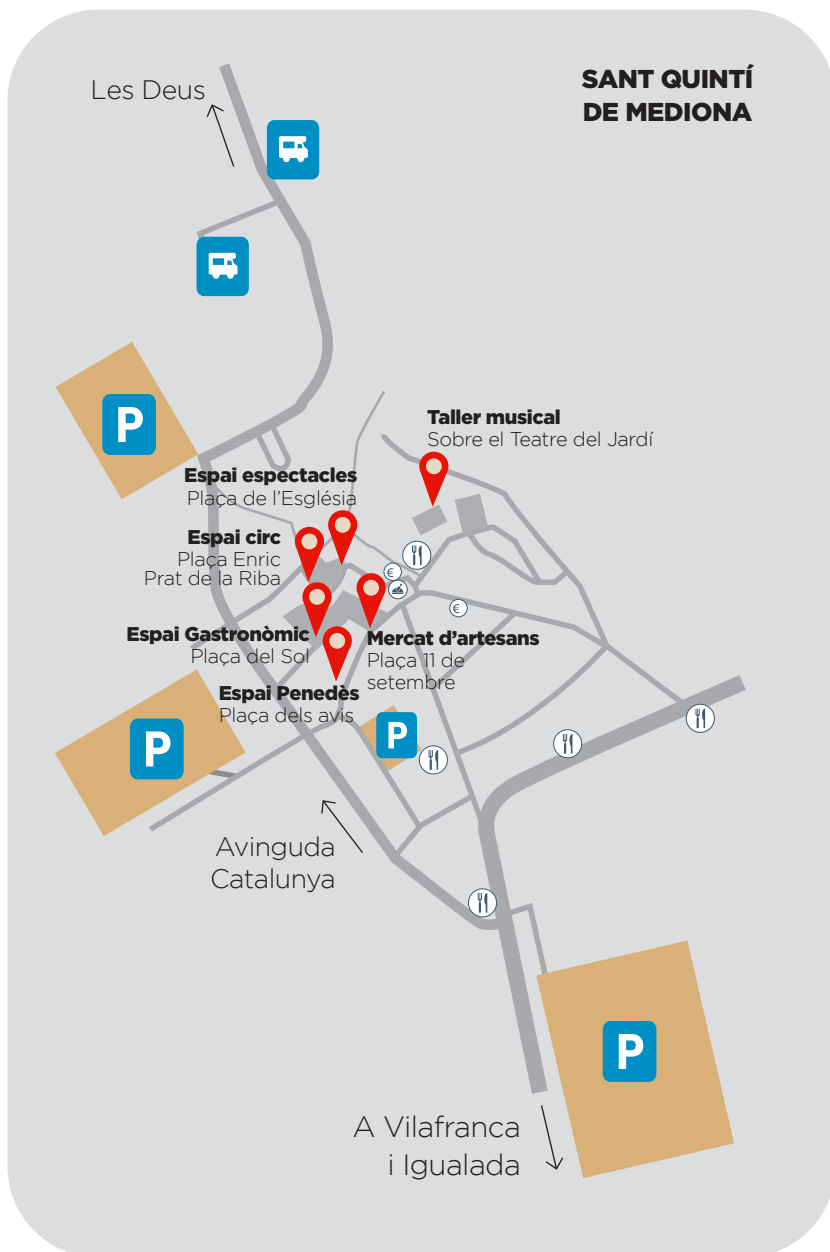 SANT QUINTÍ
DE MEDIONA
Les Deus
P
Taller musical
Sobre el Teatre del Jardí
Espai espectacles
Plaça de l'Església
Espai circ
Plaça Enric
Prat de la Riba
€
€
Espai Gastronòmic
Plaça del Sol
Mercat d'artesans
Plaça 11 de
setembre
Espai Penedès
Plaça dels avis
P
P
Avinguda
Catalunya
P
A Vilafranca
i Igualada